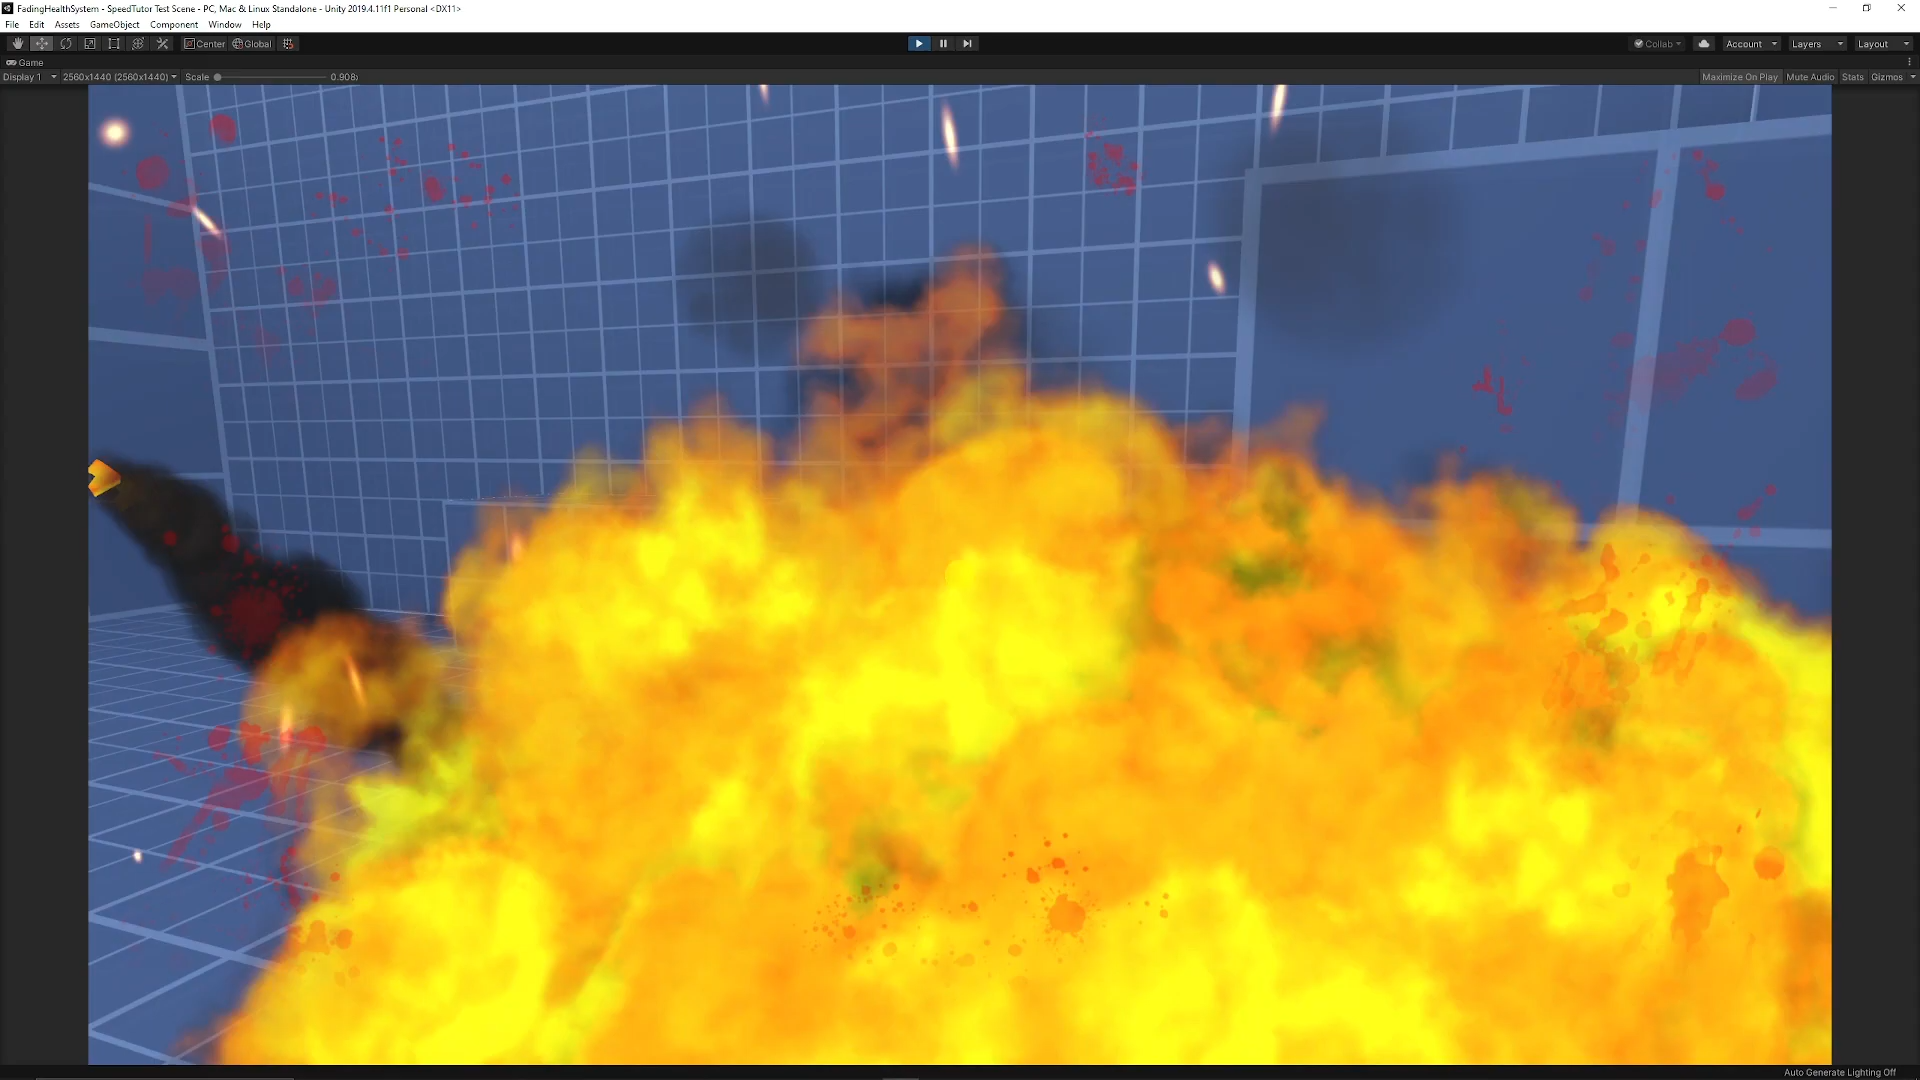 FadingHealthSystem - SpeedTutor Test Scene - PC, Mac & Linux Standalone - Unity 2019.4.11f1 Personal <DX11>
File Edit Assets GameObject Component Window Help
Center Global Collab Account Layers Layout
Game
Display 1 2560x1440 (2560x1440) Scale 0.908x Maximize On Play Mute Audio Stats Gizmos
Auto Generate Lighting Off